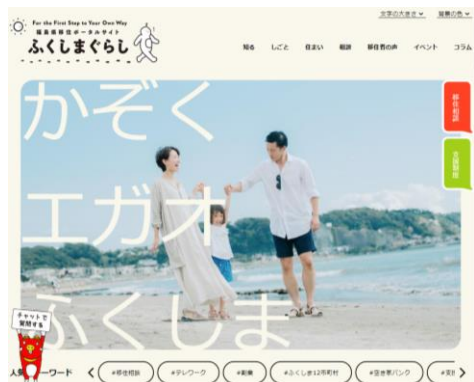 文字の大きさ
背景の色
For the First Step to Your Own Way
福島県移住ポータルサイト
ふくしまぐらし
知る しごと 住まい 相談 移住者の声 イベント コラム
かぞく
エガオ
ふくしま
移住相談
支援制度
チャットで
質問する
人気 ーワード
#移住相談 #テレワーク #副業 #ふくしま12市町村 #空き家バンク #支